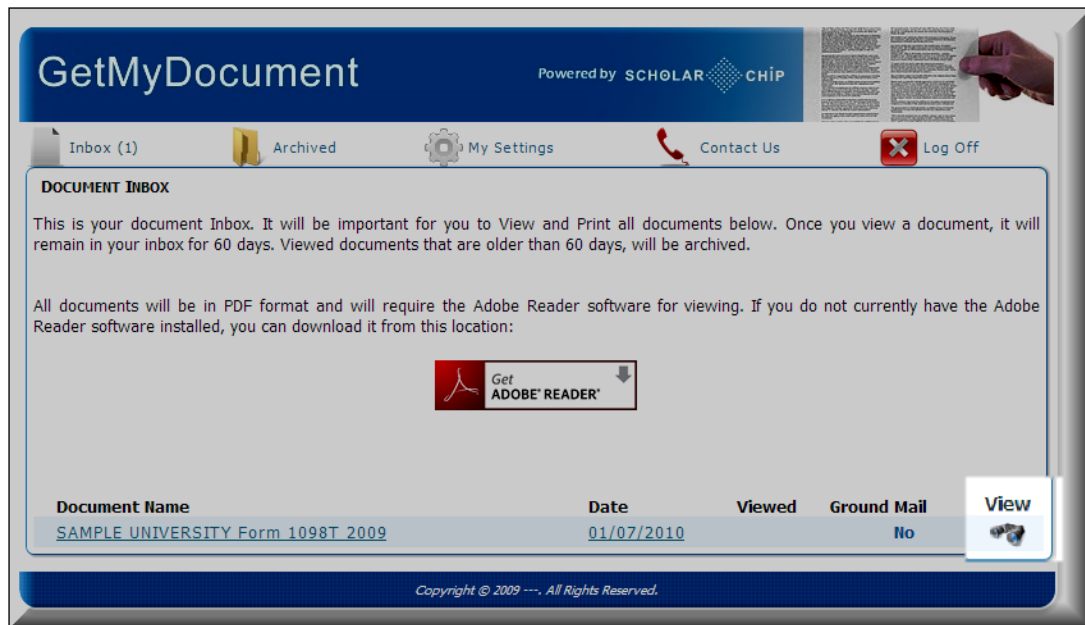 GetMyDocument
Powered by SCHOLAR CHIP
Inbox (1) Archived My Settings Contact Us Log Off
DOCUMENT INBOX
This is your document Inbox. It will be important for you to View and Print all documents below. Once you view a document, it will
remain in your inbox for 60 days. Viewed documents that are older than 60 days, will be archived.
All documents will be in PDF format and will require the Adobe Reader software for viewing. If you do not currently have the Adobe
Reader software installed, you can download it from this location:
Get
ADOBE® READER®
Document Name Date Viewed Ground Mail View
SAMPLE UNIVERSITY Form 1098T 2009 01/07/2010 No
Copyright © 2009 ---. All Rights Reserved.